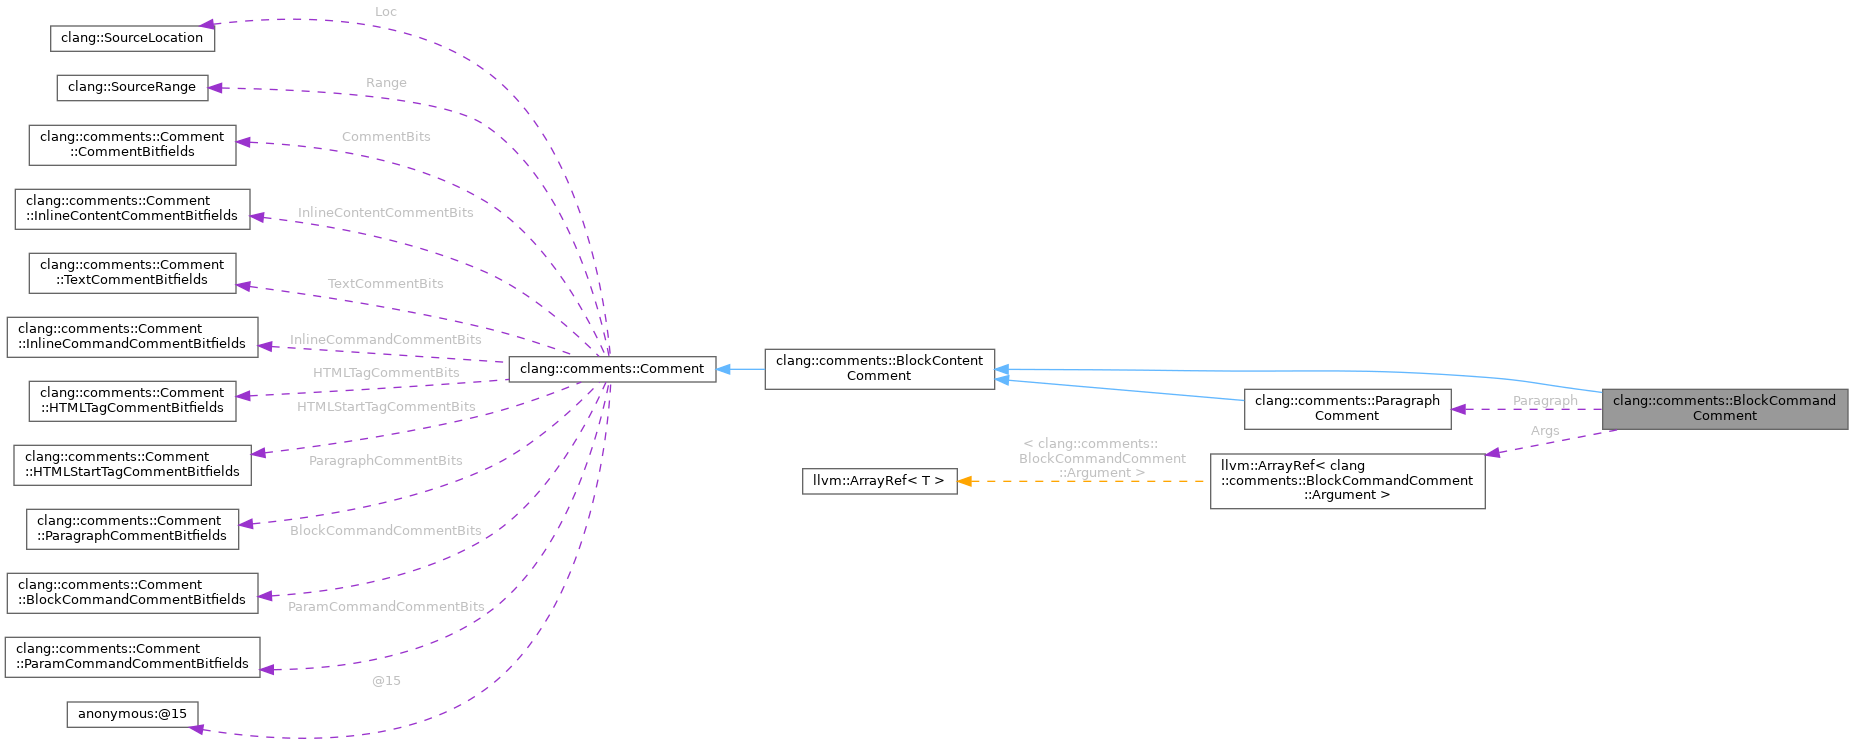 Loc
clang::SourceLocation
Range
clang::SourceRange
CommentBits
clang::comments::Comment
::CommentBitfields
clang::comments::Comment
::InlineContentCommentBitfields
InlineContentCommentBits
clang::comments::Comment
::TextCommentBitfields
TextCommentBits
clang::comments::Comment
::InlineCommandCommentBitfields
InlineCommandCommentBits
clang::comments::Comment
::HTMLTagCommentBitfields
HTMLTagCommentBits
HTMLStartTagCommentBits
clang::comments::Comment
::HTMLStartTagCommentBitfields
ParagraphCommentBits
clang::comments::Comment
::ParagraphCommentBitfields
BlockCommandCommentBits
clang::comments::Comment
::BlockCommandCommentBitfields
ParamCommandCommentBits
clang::comments::Comment
::ParamCommandCommentBitfields
@15
anonymous:@15
clang::comments::Comment
clang::comments::BlockContent
Comment
clang::comments::Paragraph
Comment
Paragraph
clang::comments::BlockCommand
Comment
Args
llvm::ArrayRef< T >
< clang::comments::
BlockCommandComment
::Argument >
llvm::ArrayRef< clang
::comments::BlockCommandComment
::Argument >